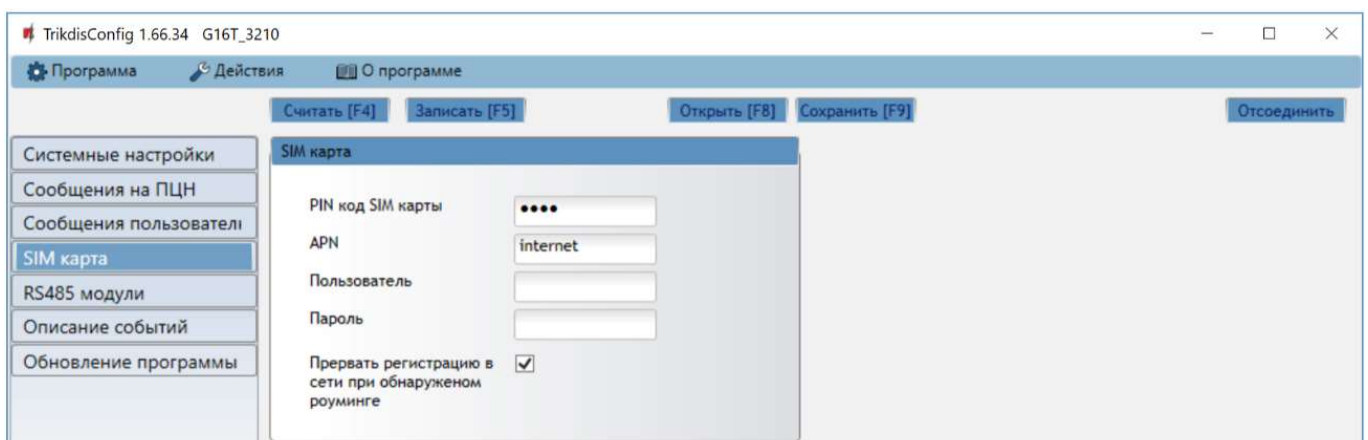 TrikdisConfig 1.66.34 G16T_3210
Программа Действия О программе
Считать [F4] Записать [F5] Открыть [F8] Сохранить [F9] Отсоединить
Системные настройки
Сообщения на ПЦН
Сообщения пользовател
SIM карта
RS485 модули
Описание событий
Обновление программы
SIM карта
PIN код SIM карты ••••
APN internet
Пользователь
Пароль
Прервать регистрацию в
сети при обнаруженом
роуминге